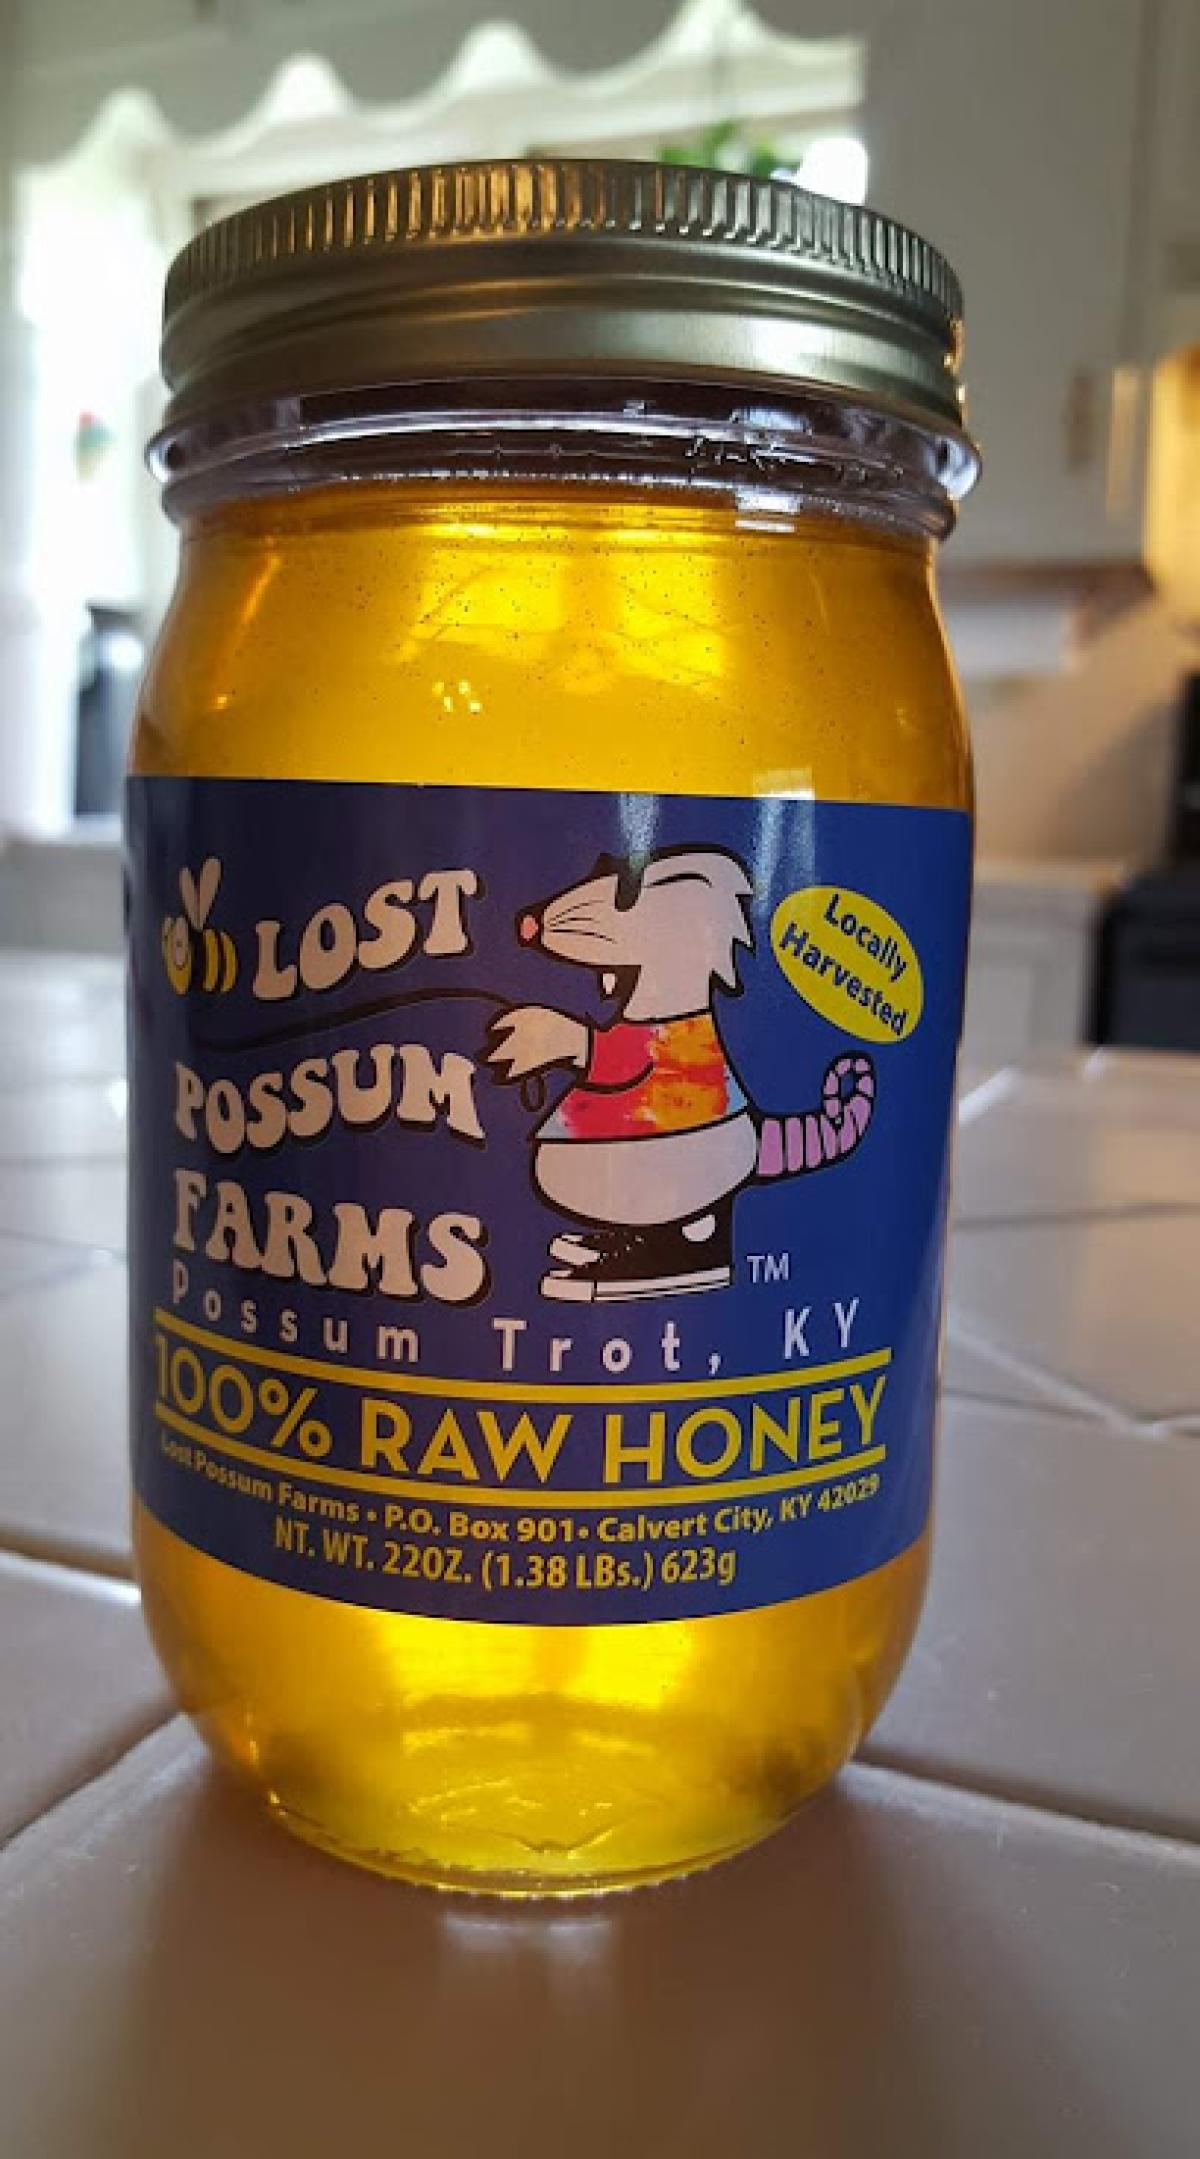 LOST
POSSUM
FARMS
Locally
Harvested
TM
Possum Trot, KY
100% RAW HONEY
Lost Possum Farms • P.O. Box 901 • Calvert City, KY 42029
NT. WT. 22OZ. (1.38 LBs.) 623g